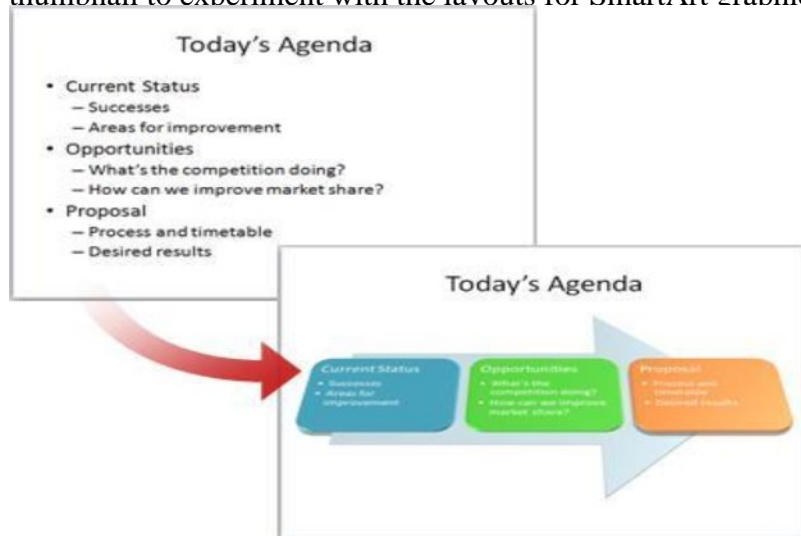 thumbnail to experiment with the layouts for SmartArt graphic
Today's Agenda
• Current Status
– Successes
– Areas for improvement
• Opportunities
– What's the competition doing?
– How can we improve market share?
• Proposal
– Process and timetable
– Desired results
Today's Agenda
Current Status
• Successes
• Areas for
improvement
Opportunities
• What's the
competition doing?
• How can we improve
market share?
Proposal
• Process and
timetable
• Desired results